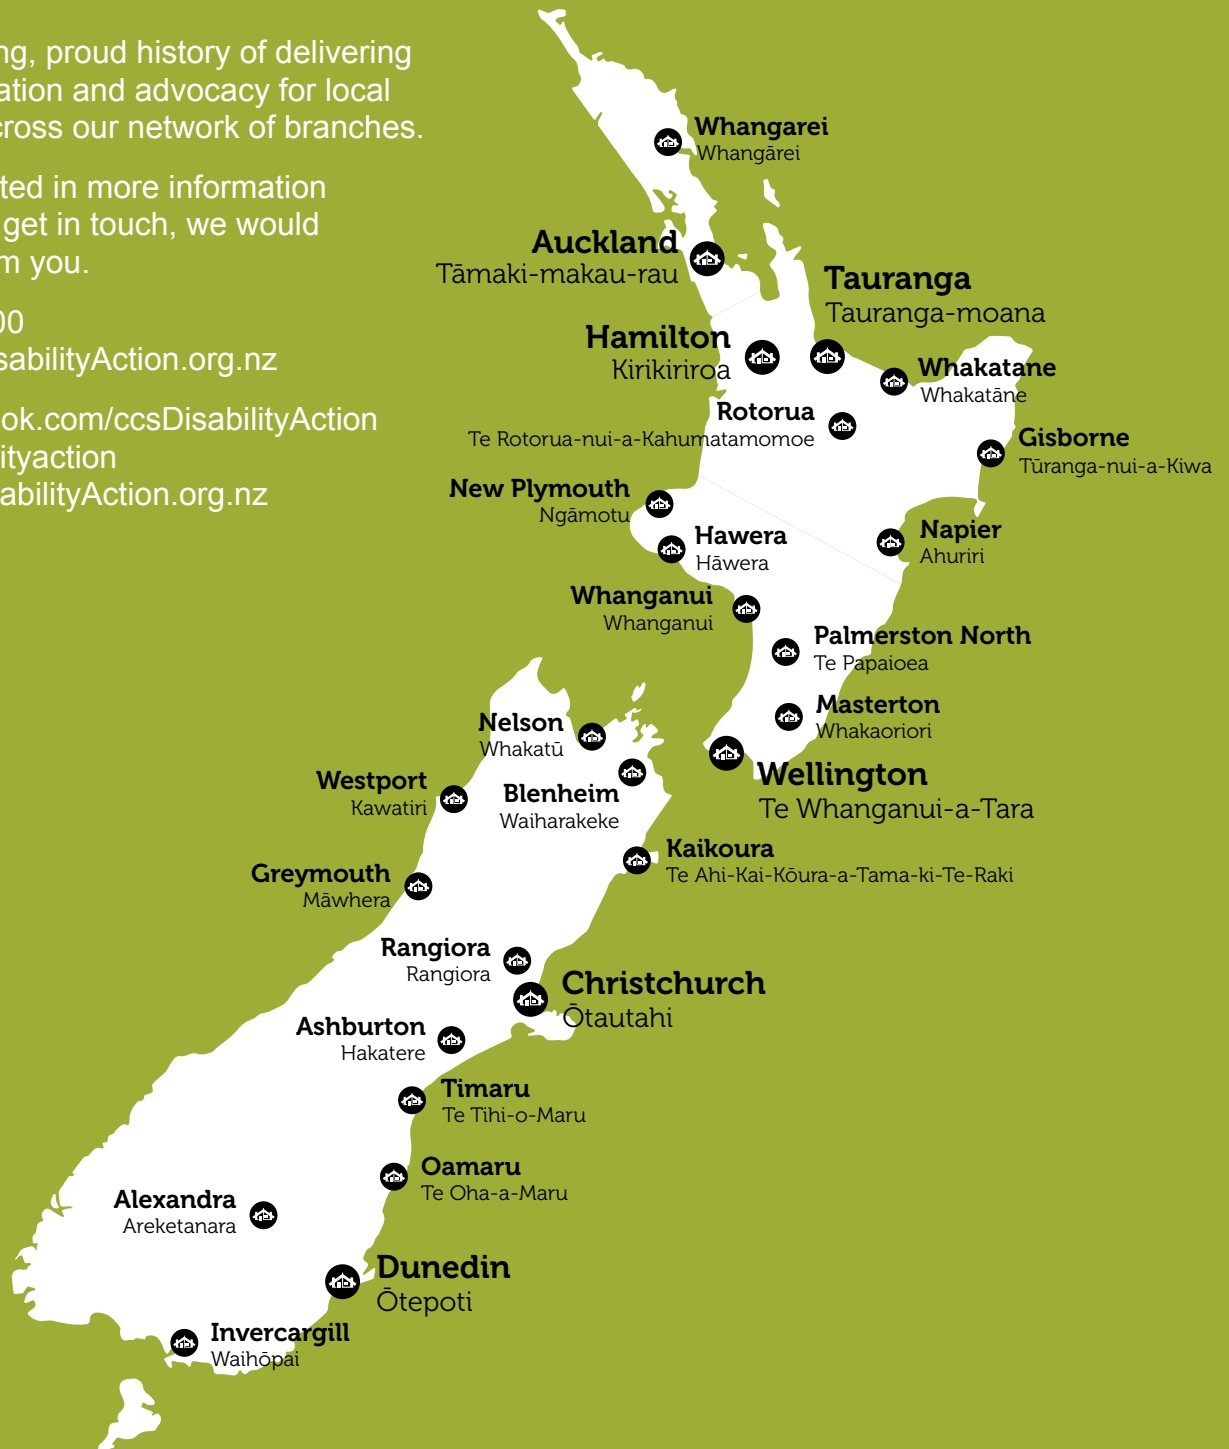 ng, proud history of delivering
ation and advocacy for local
cross our network of branches.
ted in more information
get in touch, we would
m you.
00
sabilityAction.org.nz
ok.com/ccsDisabilityAction
ityaction
abilityAction.org.nz
Whangarei
Whangārei
Auckland
Tāmaki-makau-rau
Tauranga
Tauranga-moana
Hamilton
Kirikiriroa
Whakatane
Whakatāne
Rotorua
Te Rotorua-nui-a-Kahumatamomoe
Gisborne
Tūranga-nui-a-Kiwa
New Plymouth
Ngāmotu
Hawera
Hāwera
Napier
Ahuriri
Whanganui
Whanganui
Palmerston North
Te Papaioea
Masterton
Whakaoriori
Nelson
Whakatū
Wellington
Te Whanganui-a-Tara
Westport
Kawatiri
Blenheim
Waiharakeke
Kaikoura
Te Ahi-Kai-Kōura-a-Tama-ki-Te-Raki
Greymouth
Māwhera
Rangiora
Rangiora
Christchurch
Ōtautahi
Ashburton
Hakatere
Timaru
Te Tihi-o-Maru
Oamaru
Te Oha-a-Maru
Alexandra
Areketanara
Dunedin
Ōtepoti
Invercargill
Waihōpai